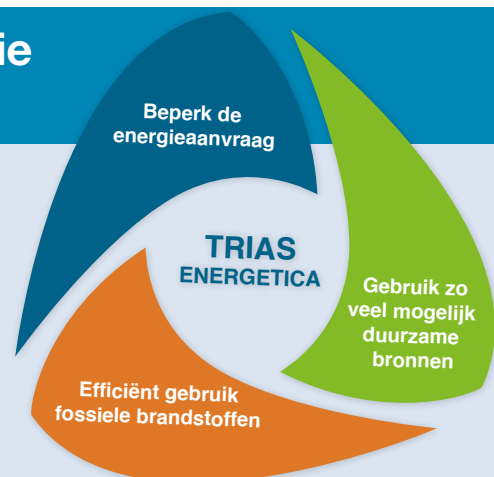 ie
Beperk de
energieaanvraag
TRIAS
ENERGETICA
Gebruik zo
veel mogelijk
duurzame
bronnen
Efficiënt gebruik
fossiele brandstoffen